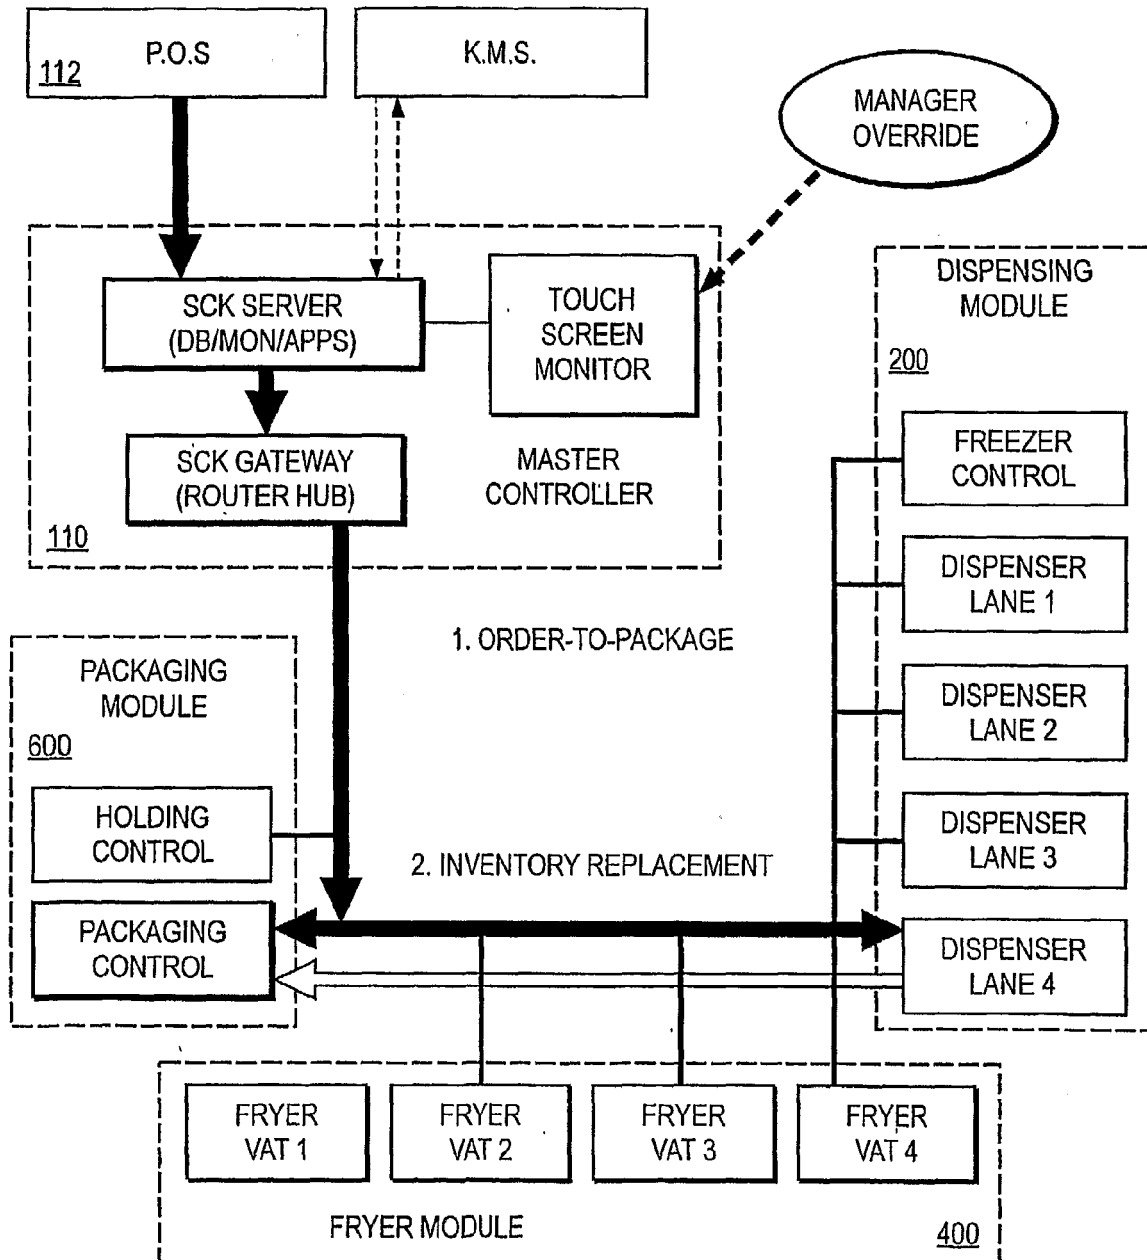 P.O.S
112
K.M.S.
MANAGER
OVERRIDE
SCK SERVER
(DB/MON/APPS)
TOUCH
SCREEN
MONITOR
SCK GATEWAY
(ROUTER HUB)
MASTER
CONTROLLER
110
DISPENSING
MODULE
200
FREEZER
CONTROL
DISPENSER
LANE 1
DISPENSER
LANE 2
DISPENSER
LANE 3
DISPENSER
LANE 4
1. ORDER-TO-PACKAGE
PACKAGING
MODULE
600
HOLDING
CONTROL
2. INVENTORY REPLACEMENT
PACKAGING
CONTROL
FRYER
VAT 1
FRYER
VAT 2
FRYER
VAT 3
FRYER
VAT 4
FRYER MODULE
400